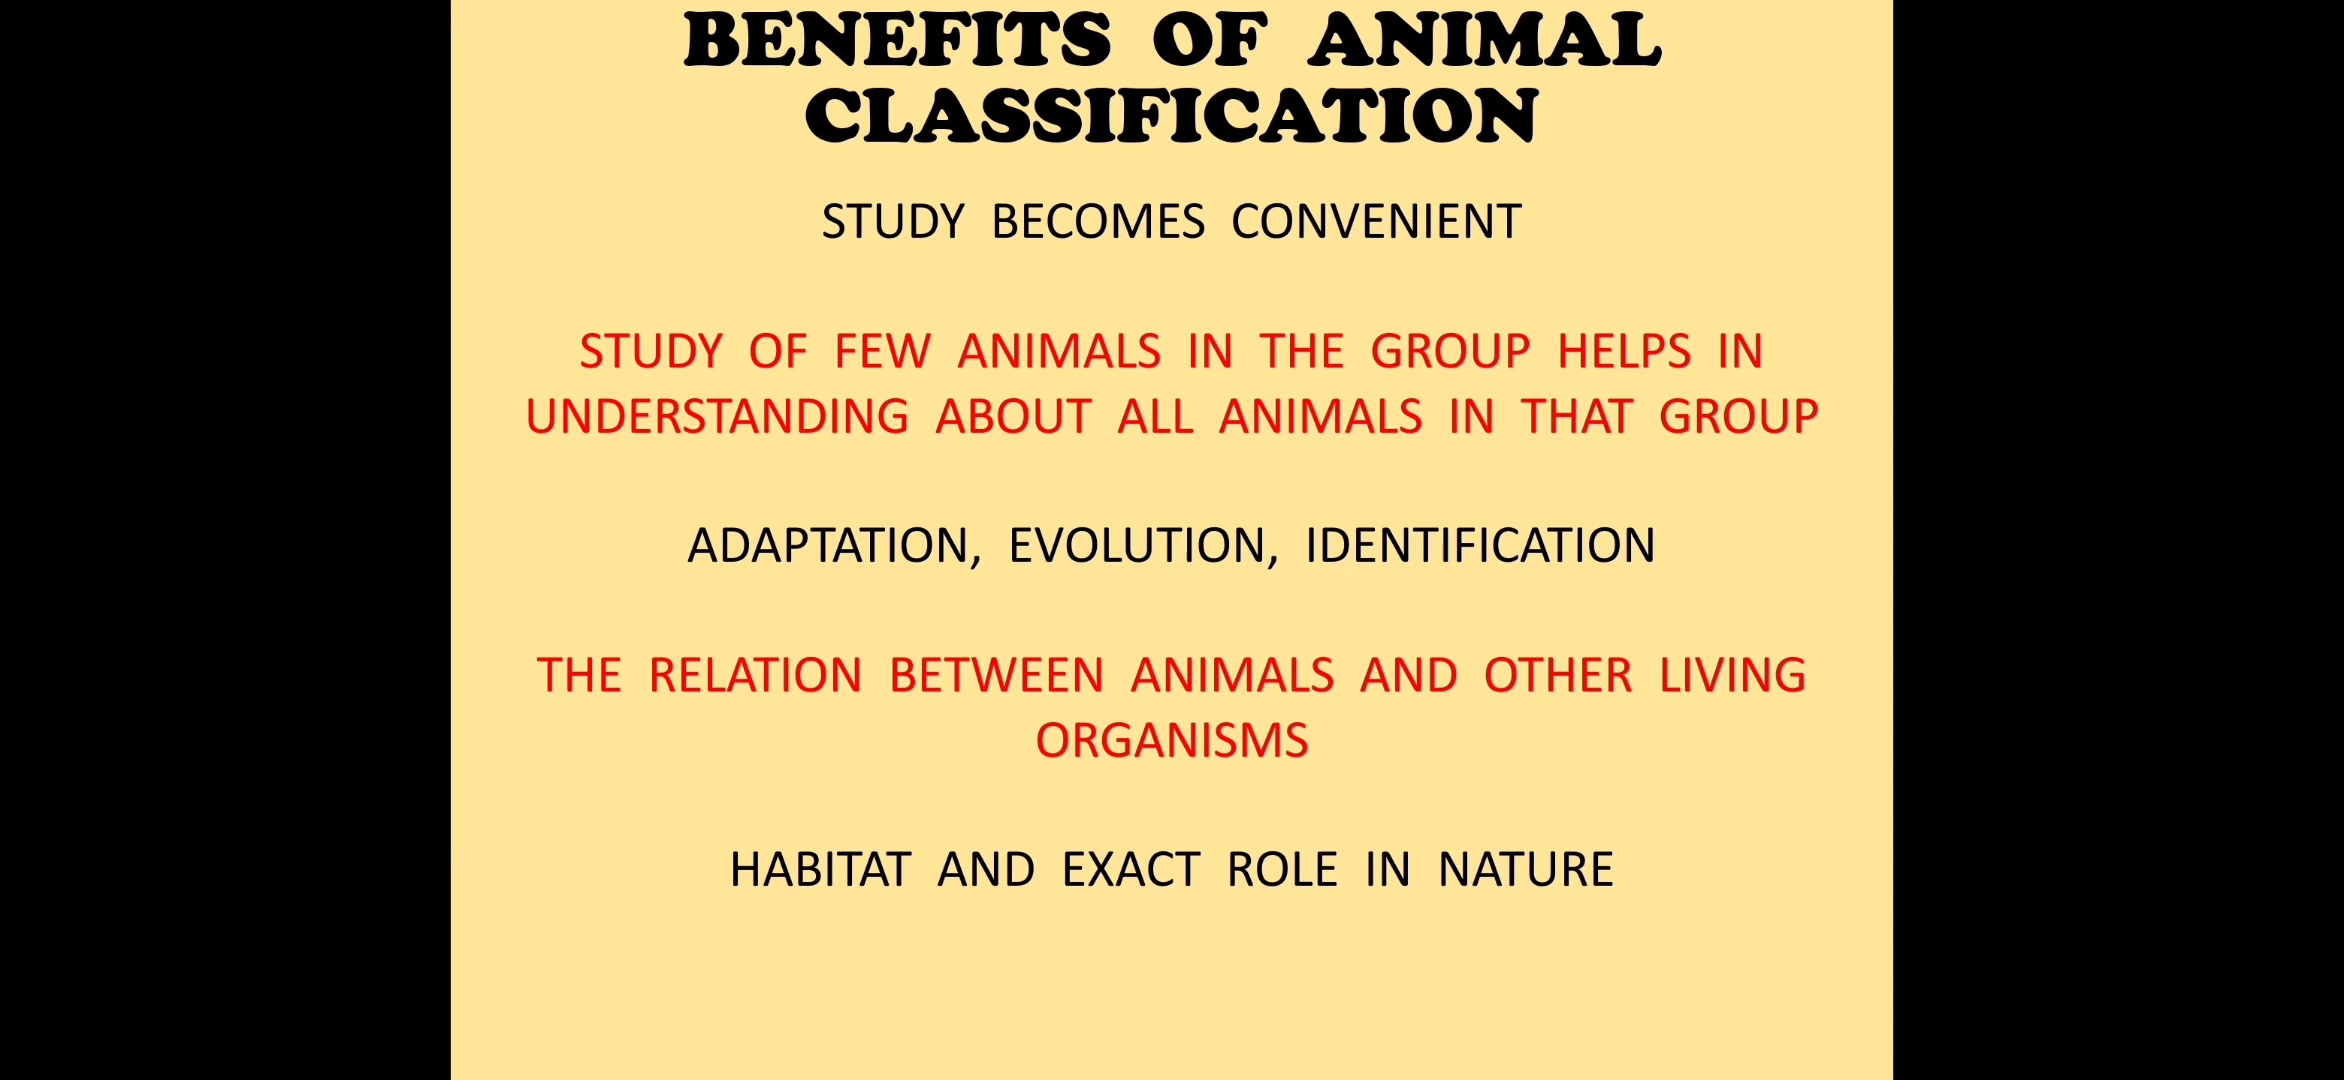 BENEFITS OF ANIMAL
CLASSIFICATION
STUDY BECOMES CONVENIENT
STUDY OF FEW ANIMALS IN THE GROUP HELPS IN
UNDERSTANDING ABOUT ALL ANIMALS IN THAT GROUP
ADAPTATION, EVOLUTION, IDENTIFICATION
THE RELATION BETWEEN ANIMALS AND OTHER LIVING
ORGANISMS
HABITAT AND EXACT ROLE IN NATURE